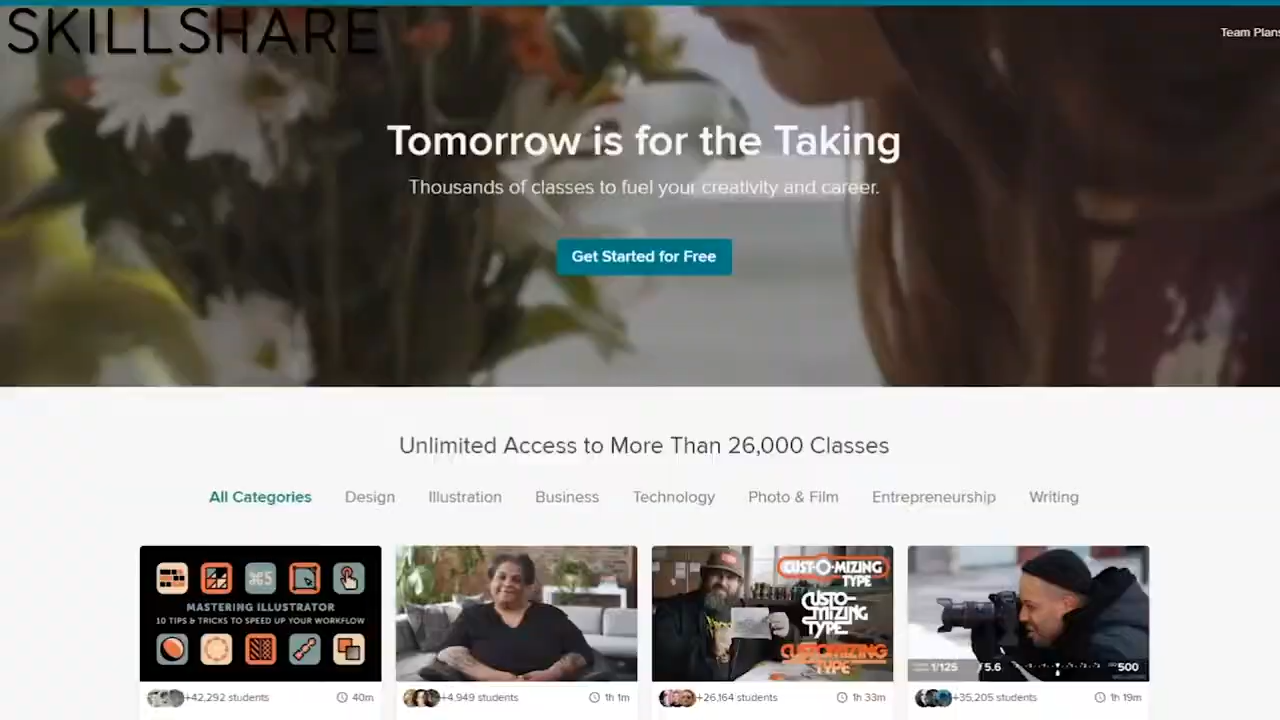 SKILLSHARE
Team Plans
Tomorrow is for the Taking
Thousands of classes to fuel your creativity and career.
Get Started for Free
Unlimited Access to More Than 26,000 Classes
All Categories Design Illustration Business Technology Photo & Film Entrepreneurship Writing
⌘5
MASTERING ILLUSTRATOR
10 TIPS & TRICKS TO SPEED UP YOUR WORKFLOW
CUST-O-MIZING
TYPE
CUSTO-
MIZING
TYPE
CUSTOMIZING
TYPE
1/125 / 5.6 500
+42,292 students 40m
+4,949 students 1h 1m
+26,164 students 1h 33m
+35,205 students 1h 19m